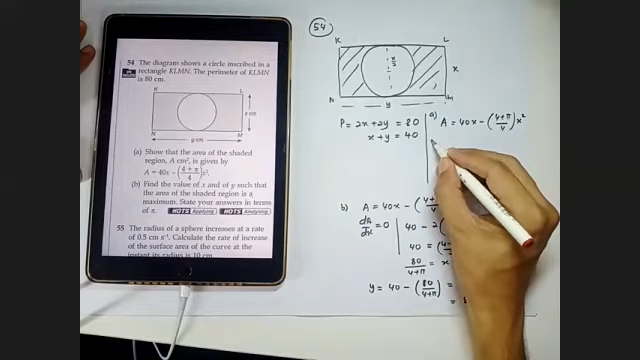 54 The diagram shows a circle inscribed in a
rectangle KLMN. The perimeter of KLMN
is 80 cm.
K L
x cm
N M
y cm
(a) Show that the area of the shaded
region, A cm², is given by
A = 40x − (4 + π / 4)x².
(b) Find the value of x and of y such that
the area of the shaded region is a
maximum. State your answers in terms
of π. HOTS Applying HOTS Analysing
55 The radius of a sphere increases at a rate
of 0.5 cm s⁻¹. Calculate the rate of
increase of the surface area of the curve at the
instant its radius is 10 cm.
54
K L
x
N M
y
P = 2x + 2y = 80
x + y = 40
a) A = 40x − (4+π / 4)x²
b) A = 40x − (4+
dA/dx = 0
40 − 2(
40 =
80 / 4+π = x
y = 40 − (80 / 4+π) =
=